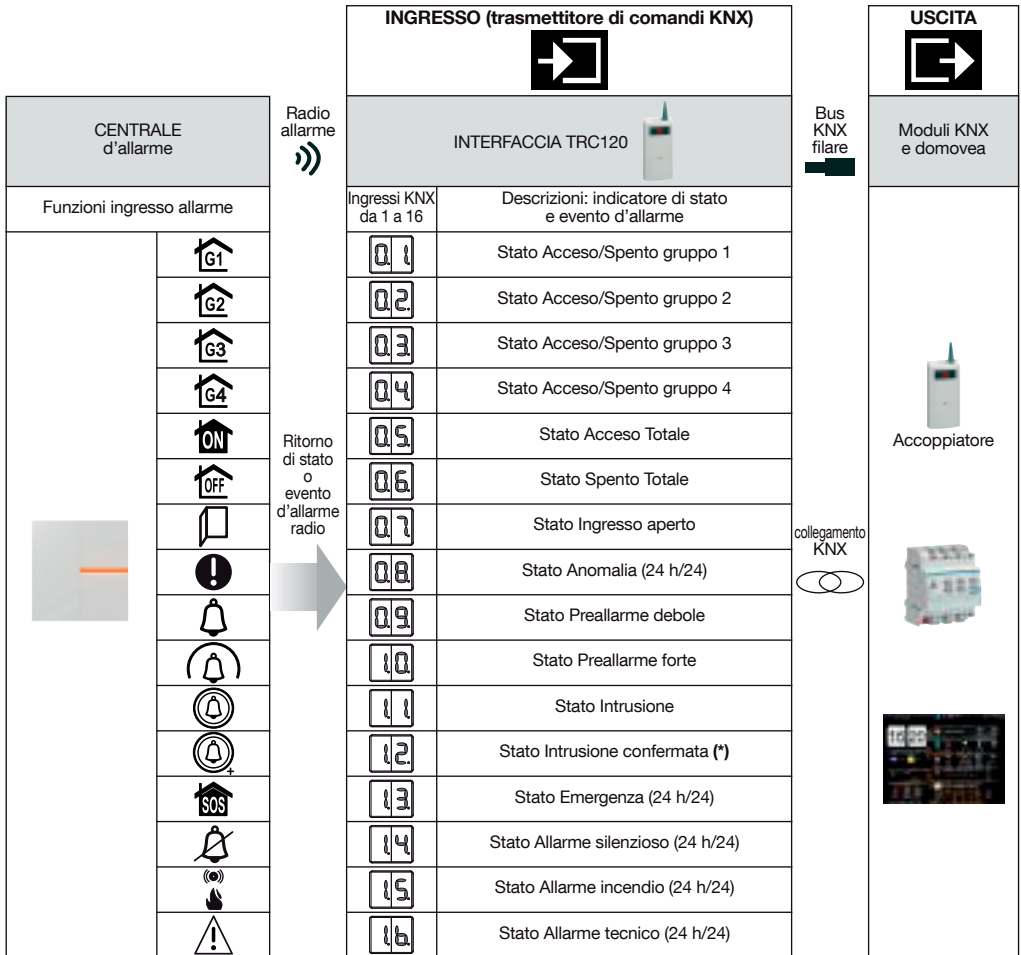 INGRESSO (trasmettitore di comandi KNX)
USCITA
CENTRALE
d'allarme
Radio
allarme
INTERFACCIA TRC120
Bus
KNX
filare
Moduli KNX
e domovea
Funzioni ingresso allarme
Ingressi KNX
da 1 a 16
Descrizioni: indicatore di stato
e evento d'allarme
G1
0.1
Stato Acceso/Spento gruppo 1
G2
0.2.
Stato Acceso/Spento gruppo 2
G3
0.3.
Stato Acceso/Spento gruppo 3
G4
0.4.
Stato Acceso/Spento gruppo 4
ON
0.5.
Stato Acceso Totale
OFF
0.6.
Stato Spento Totale
0.7.
Stato Ingresso aperto
0.8.
Stato Anomalia (24 h/24)
0.9.
Stato Preallarme debole
1.0.
Stato Preallarme forte
1.1
Stato Intrusione
+
1.2.
Stato Intrusione confermata (*)
SOS
1.3.
Stato Emergenza (24 h/24)
1.4.
Stato Allarme silenzioso (24 h/24)
1.5.
Stato Allarme incendio (24 h/24)
1.6.
Stato Allarme tecnico (24 h/24)
Ritorno
di stato
o
evento
d'allarme
radio
collegamento
KNX
Accoppiatore